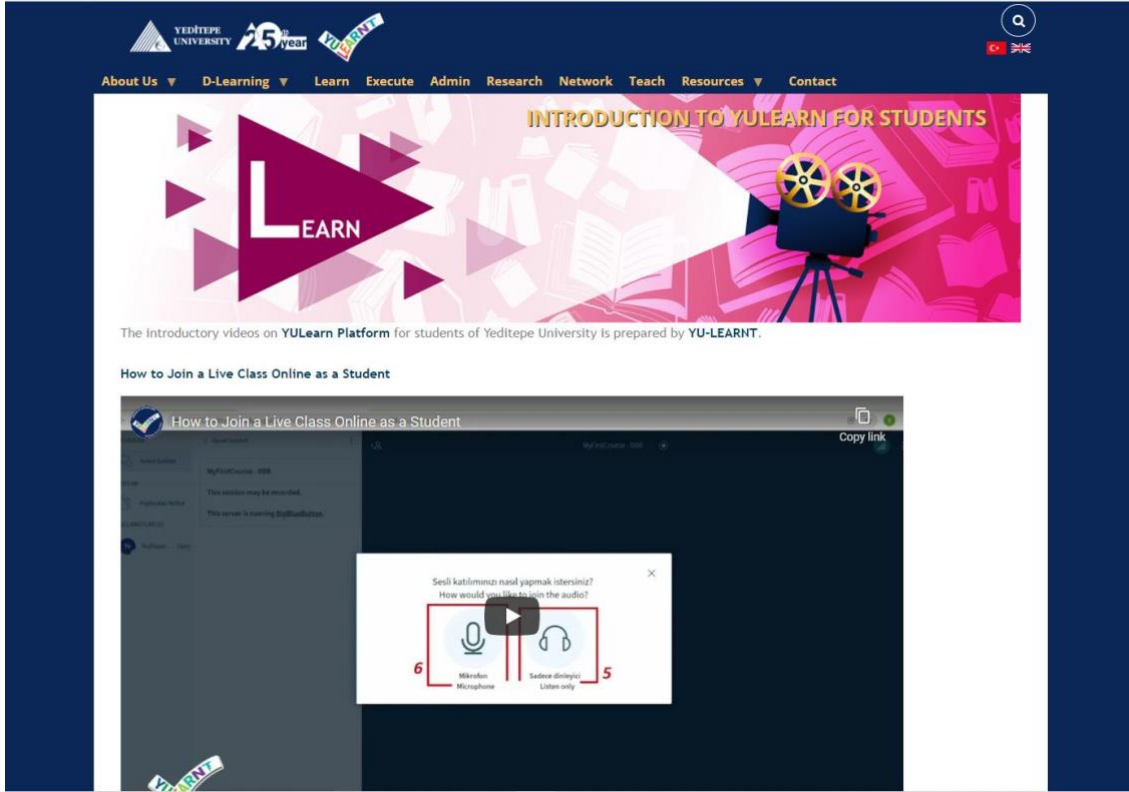 YEDİTEPE
UNIVERSITY
25th year
YULEARNT
About Us D-Learning Learn Execute Admin Research Network Teach Resources Contact
INTRODUCTION TO YULEARN FOR STUDENTS
LEARN
The introductory videos on YULearn Platform for students of Yeditepe University is prepared by YU-LEARNT.
How to Join a Live Class Online as a Student
How to Join a Live Class Online as a Student
Copy link
MyFirstCourse - BBB
MyFirstCourse - BBB
This session may be recorded.
This server is running BigBlueButton.
Sesli katılımınızı nasıl yapmak istersiniz?
How would you like to join the audio?
6
5
Mikrofon
Microphone
Sadece dinleyici
Listen only